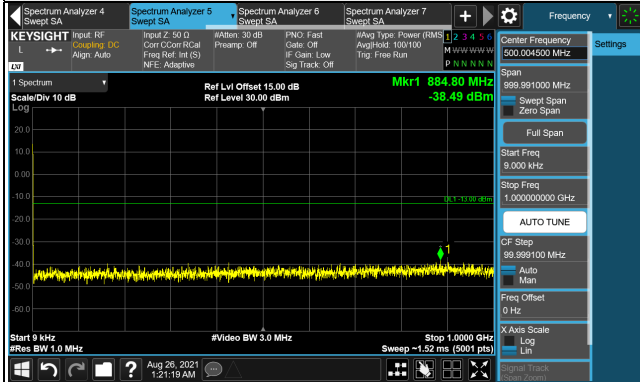 Spectrum Analyzer 4
Swept SA
Spectrum Analyzer 5
Swept SA
Spectrum Analyzer 6
Swept SA
Spectrum Analyzer 7
Swept SA
+
Frequency
KEYSIGHT
L
LXI
Input: RF
Coupling: DC
Align: Auto
Input Z: 50 Ω
Corr CCorr RCal
Freq Ref: Int (S)
NFE: Adaptive
#Atten: 30 dB
Preamp: Off
PNO: Fast
Gate: Off
IF Gain: Low
Sig Track: Off
#Avg Type: Power (RMS
Avg|Hold: 100/100
Trig: Free Run
1 2 3 4 5 6
M W W W W W
P N N N N N
1 Spectrum
Scale/Div 10 dB
Log
Ref Lvl Offset 15.00 dB
Ref Level 30.00 dBm
Mkr1 884.80 MHz
-38.49 dBm
20.0
10.0
0.00
-10.0
-20.0
-30.0
-40.0
-50.0
-60.0
DL1 -13.00 dBm
1
Start 9 kHz
#Res BW 1.0 MHz
#Video BW 3.0 MHz
Stop 1.0000 GHz
Sweep ~1.52 ms (5001 pts)
Aug 26, 2021
1:21:19 AM
?
Center Frequency
500.004500 MHz
Span
999.991000 MHz
Swept Span
Zero Span
Full Span
Start Freq
9.000 kHz
Stop Freq
1.000000000 GHz
AUTO TUNE
CF Step
99.999100 MHz
Auto
Man
Freq Offset
0 Hz
X Axis Scale
Log
Lin
Signal Track
(Span Zoom)
Settings